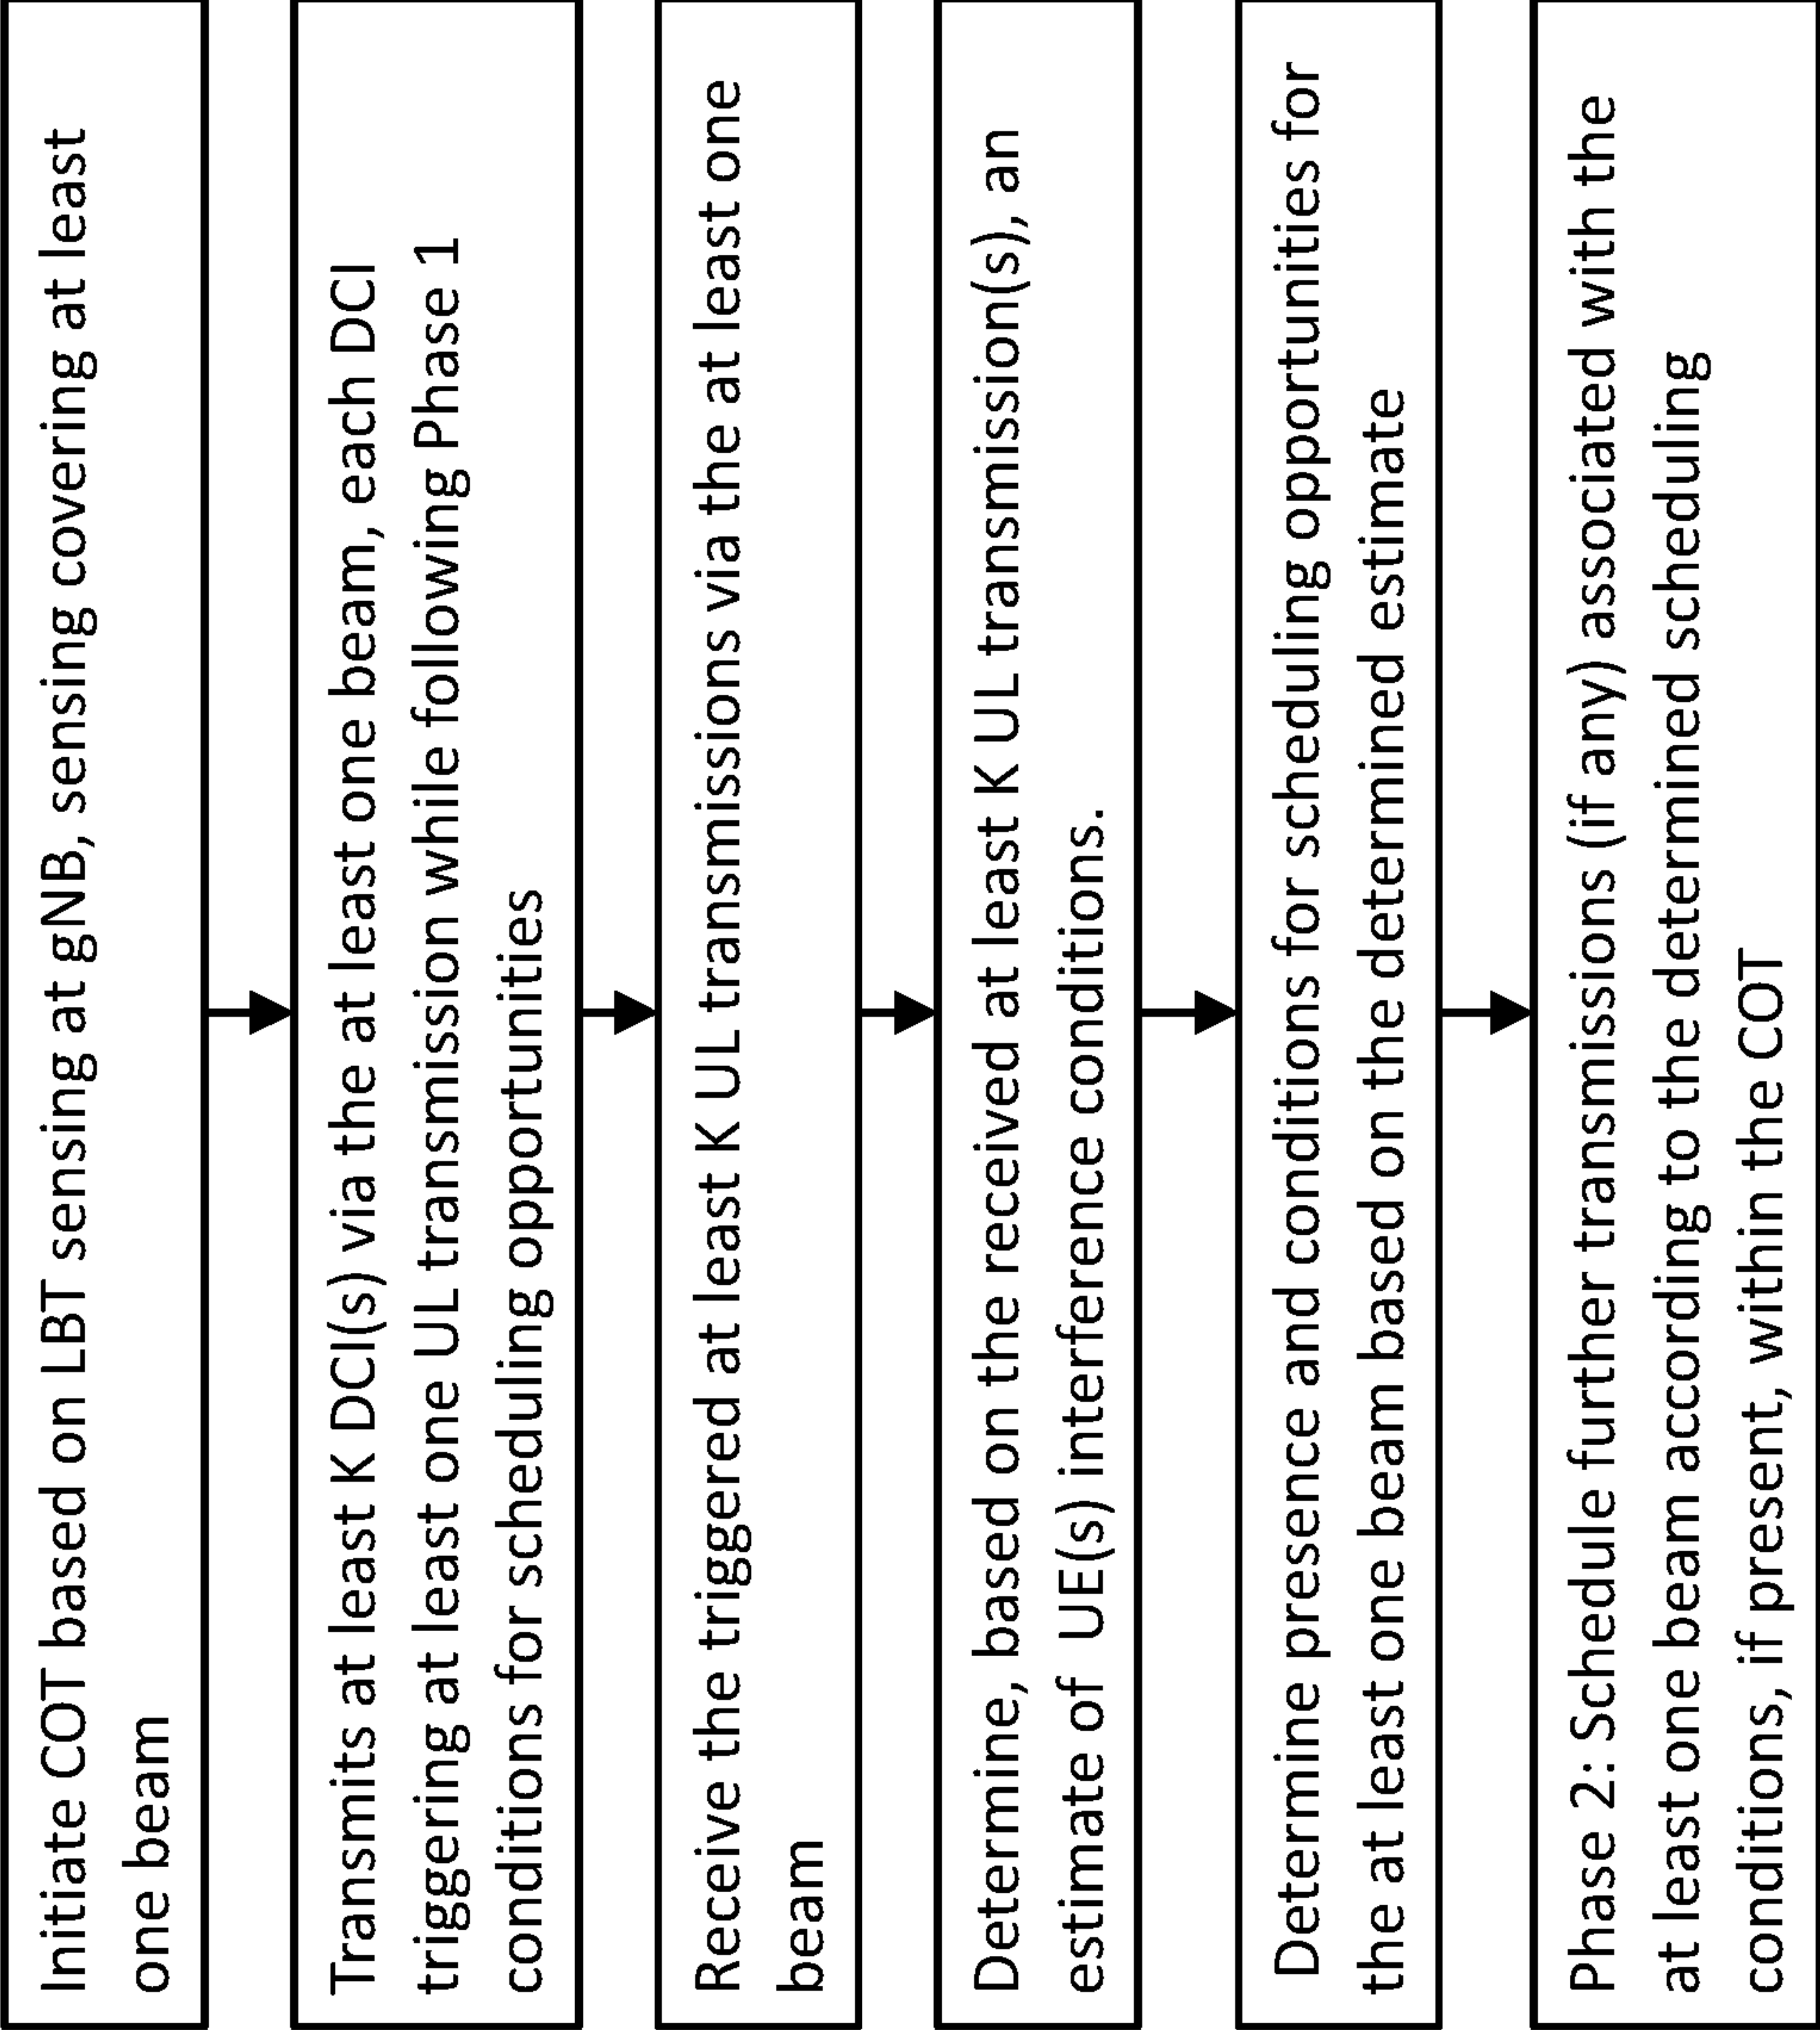 Initiate COT based on LBT sensing at gNB, sensing covering at least
one beam
Transmits at least K DCI(s) via the at least one beam, each DCI
triggering at least one UL transmission while following Phase 1
conditions for scheduling opportunities
Receive the triggered at least K UL transmissions via the at least one
beam
Determine, based on the received at least K UL transmission(s), an
estimate of UE(s) interference conditions.
Determine presence and conditions for scheduling opportunities for
the at least one beam based on the determined estimate
Phase 2: Schedule further transmissions (if any) associated with the
at least one beam according to the determined scheduling
conditions, if present, within the COT